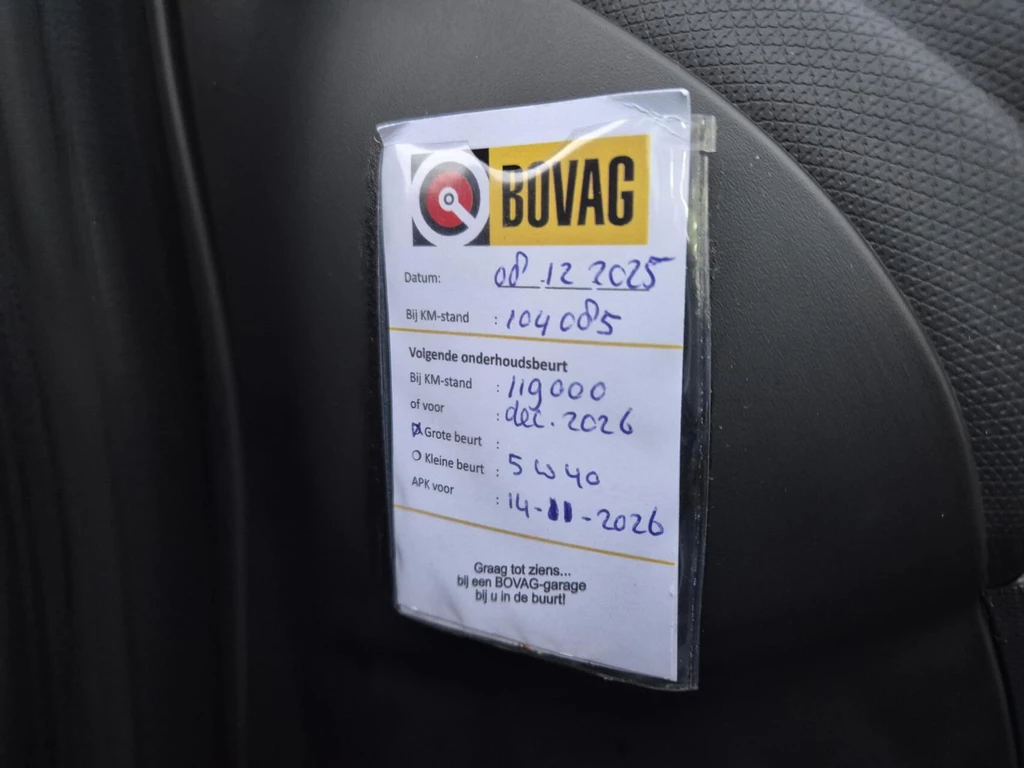 BOVAG
Datum: 08 12 2025
Bij KM-stand : 104085
Volgende onderhoudsbeurt
Bij KM-stand : 119000
of voor : dec. 2026
Grote beurt :
Kleine beurt : 5w40
APK voor : 14-11-2026
Graag tot ziens...
bij een BOVAG-garage
bij u in de buurt!